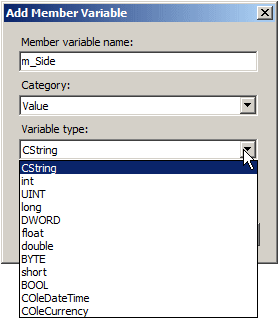 Add Member Variable
Member variable name:
m_Side
Category:
Value
Variable type:
CString
CString
int
UINT
long
DWORD
float
double
BYTE
short
BOOL
COleDateTime
COleCurrency